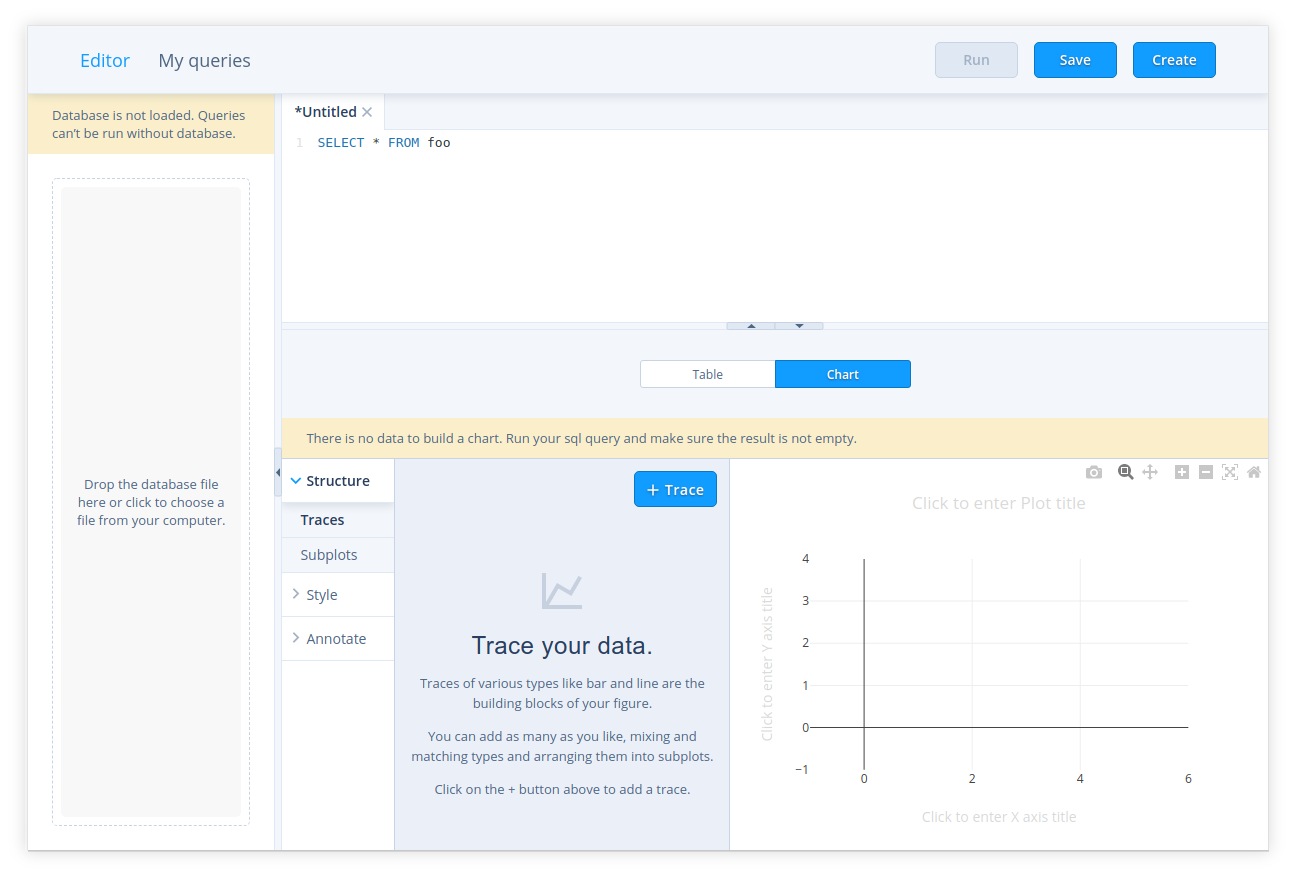 Editor My queries Run Save Create
Database is not loaded. Queries
can’t be run without database.
Drop the database file
here or click to choose a
file from your computer.
*Untitled
1 SELECT * FROM foo
Table Chart
There is no data to build a chart. Run your sql query and make sure the result is not empty.
Structure
Traces
Subplots
Style
Annotate
+ Trace
Trace your data.
Traces of various types like bar and line are the
building blocks of your figure.
You can add as many as you like, mixing and
matching types and arranging them into subplots.
Click on the + button above to add a trace.
Click to enter Plot title
Click to enter Y axis title
4
3
2
1
0
−1
0 2 4 6
Click to enter X axis title